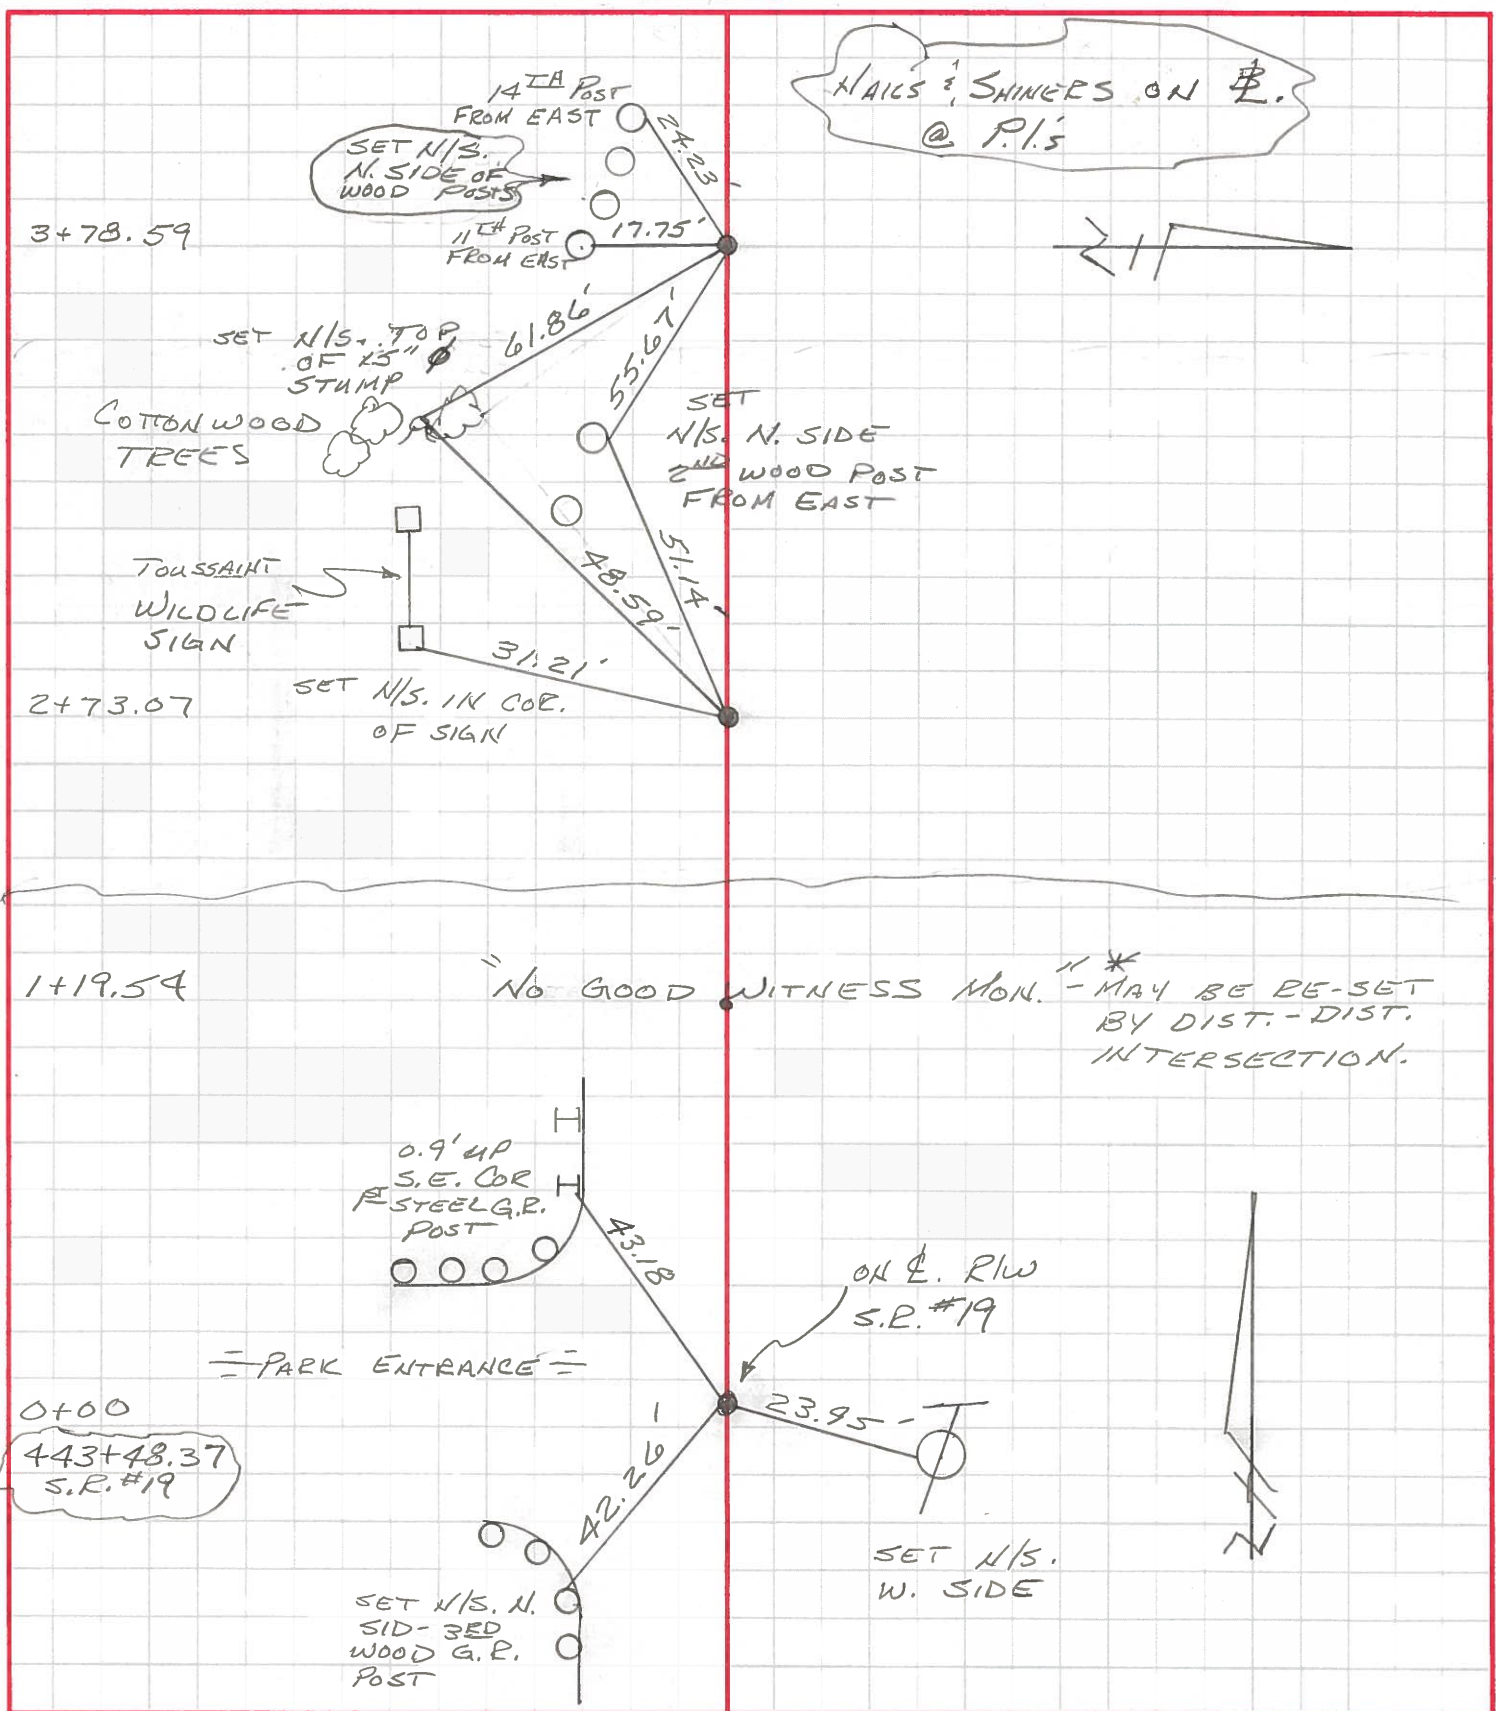 NAILS & SHINERS ON ⅊.
@ P.I.'s
14TH POST
FROM EAST
24.23'
SET N/S.
N. SIDE OF
WOOD POSTS
3+78.59
11TH POST
FROM EAST
17.75'
N
61.86'
55.67'
SET N/S. TOP
OF 25" ø
STUMP
COTTONWOOD
TREES
SET
N/S. N. SIDE
2ND WOOD POST
FROM EAST
48.59'
51.14'
TOUSSAINT
WILDLIFE
SIGN
31.21'
SET N/S. IN COR.
OF SIGN
2+73.07
1+19.54
"NO GOOD WITNESS MON." * - MAY BE RE-SET
BY DIST. - DIST.
INTERSECTION.
0.9' UP
S.E. COR
1ST STEEL G.R.
POST
43.18
ON ℄. R/W
S.R. #19
= PARK ENTRANCE =
0+00
443+48.37
S.R. #19
23.95'
42.26'
SET N/S.
W. SIDE
N
SET N/S. N.
SID- 3RD
WOOD G.R.
POST